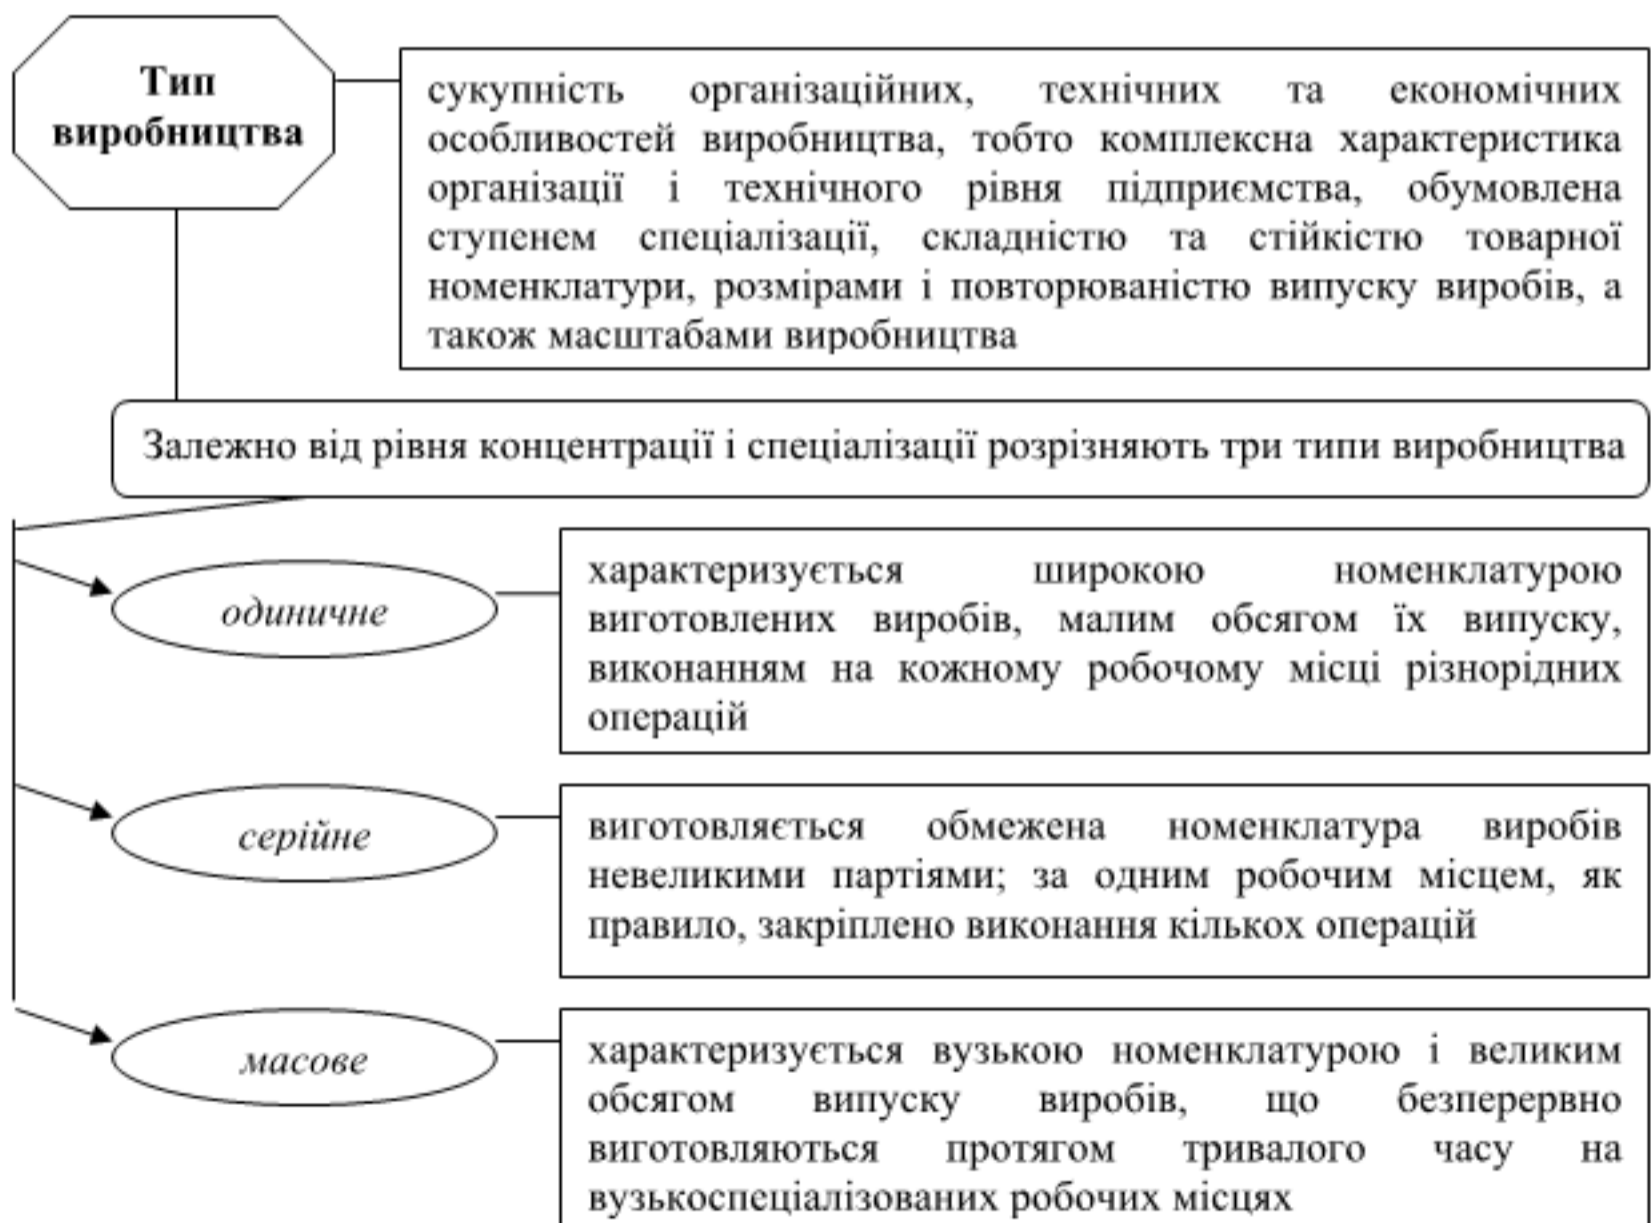 Тип
виробництва
сукупність організаційних, технічних та економічних
особливостей виробництва, тобто комплексна характеристика
організації і технічного рівня підприємства, обумовлена
ступенем спеціалізації, складністю та стійкістю товарної
номенклатури, розмірами і повторюваністю випуску виробів, а
також масштабами виробництва
Залежно від рівня концентрації і спеціалізації розрізняють три типи виробництва
одиничне
характеризується широкою номенклатурою
виготовлених виробів, малим обсягом їх випуску,
виконанням на кожному робочому місці різнорідних
операцій
серійне
виготовляється обмежена номенклатура виробів
невеликими партіями; за одним робочим місцем, як
правило, закріплено виконання кількох операцій
масове
характеризується вузькою номенклатурою і великим
обсягом випуску виробів, що безперервно
виготовляються протягом тривалого часу на
вузькоспеціалізованих робочих місцях